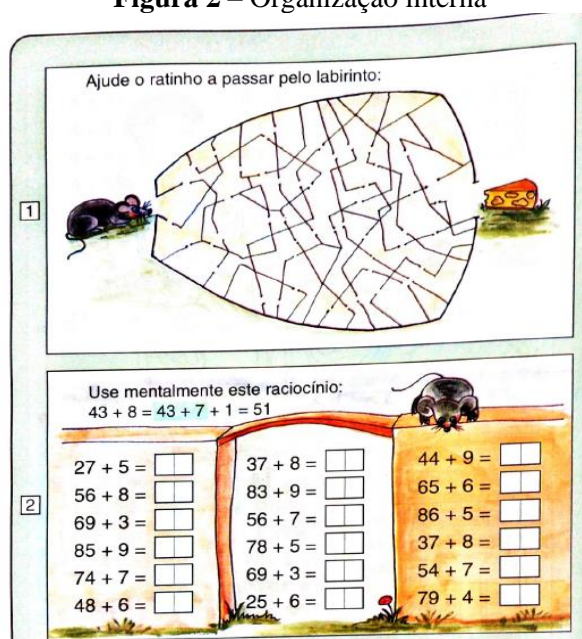 Figura 2 – Organização interna
Ajude o ratinho a passar pelo labirinto:
1
Use mentalmente este raciocínio:
43 + 8 = 43 + 7 + 1 = 51
2
27 + 5 =
56 + 8 =
69 + 3 =
85 + 9 =
74 + 7 =
48 + 6 =
37 + 8 =
83 + 9 =
56 + 7 =
78 + 5 =
69 + 3 =
25 + 6 =
44 + 9 =
65 + 6 =
86 + 5 =
37 + 8 =
54 + 7 =
79 + 4 =